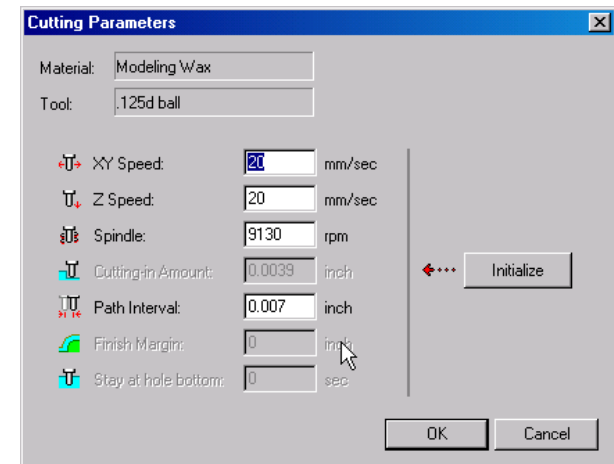 Cutting Parameters
Material: Modeling Wax
Tool: .125d ball
XY Speed: 20 mm/sec
Z Speed: 20 mm/sec
Spindle: 9130 rpm
Cutting-in Amount: 0.0039 inch
Initialize
Path Interval: 0.007 inch
Finish Margin: 0 inch
Stay at hole bottom: 0 sec
OK Cancel